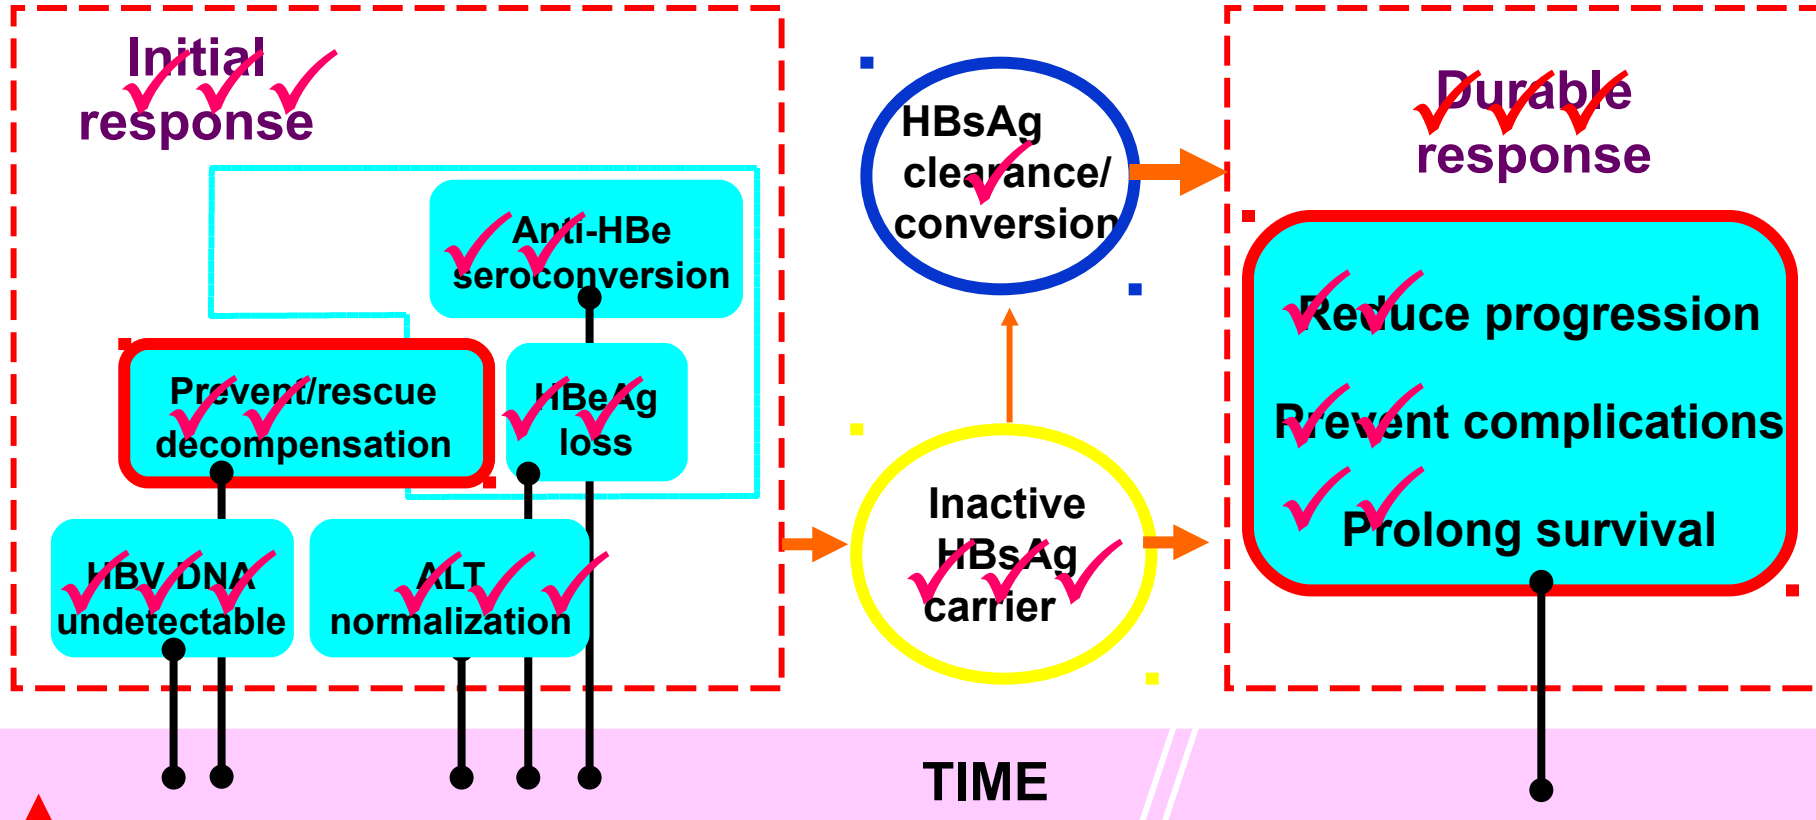 Initial
response
Anti-HBe
seroconversion
Prevent/rescue
decompensation
HBeAg
loss
HBV DNA
undetectable
ALT
normalization
HBsAg
clearance/
conversion
Inactive
HBsAg
carrier
Durable
response
Reduce progression
Prevent complications
Prolong survival
TIME